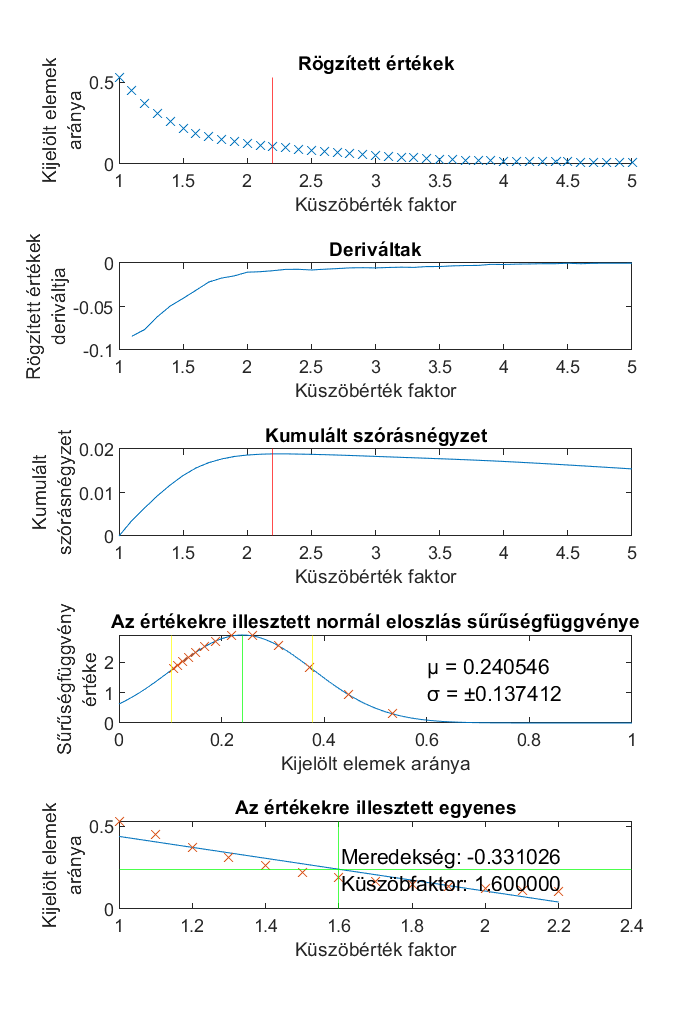 Rögzített értékek
Kijelölt elemek
aránya
0.5
0
1 1.5 2 2.5 3 3.5 4 4.5 5
Küszöbérték faktor
Deriváltak
Rögzített értékek
deriváltja
0
-0.05
-0.1
1 1.5 2 2.5 3 3.5 4 4.5 5
Küszöbérték faktor
Kumulált szórásnégyzet
Kumulált
szórásnégyzet
0.02
0.01
0
1 1.5 2 2.5 3 3.5 4 4.5 5
Küszöbérték faktor
Az értékekre illesztett normál eloszlás sűrűségfüggvénye
Sűrűségfüggvény
értéke
2
1
0
μ = 0.240546
σ = ±0.137412
0 0.2 0.4 0.6 0.8 1
Kijelölt elemek aránya
Az értékekre illesztett egyenes
Kijelölt elemek
aránya
0.5
0
Meredekség: -0.331026
Küszöbfaktor: 1.600000
1 1.2 1.4 1.6 1.8 2 2.2 2.4
Küszöbérték faktor